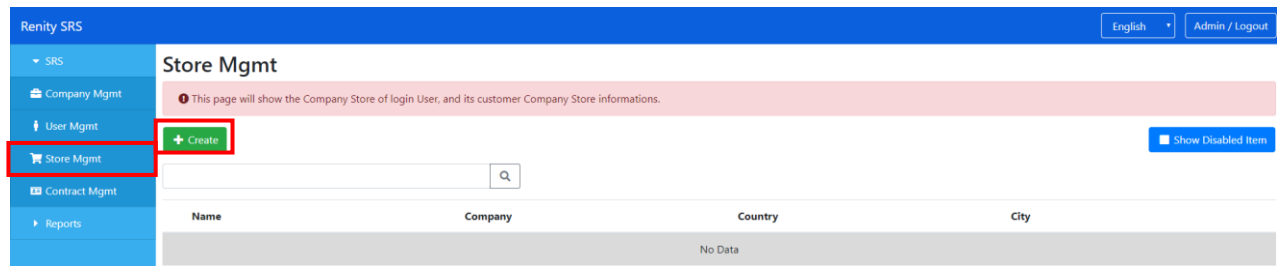 Renity SRS
English
Admin / Logout
SRS
Company Mgmt
User Mgmt
Store Mgmt
Contract Mgmt
Reports
Store Mgmt
This page will show the Company Store of login User, and its customer Company Store informations.
Create
Show Disabled Item
Name Company Country City
No Data